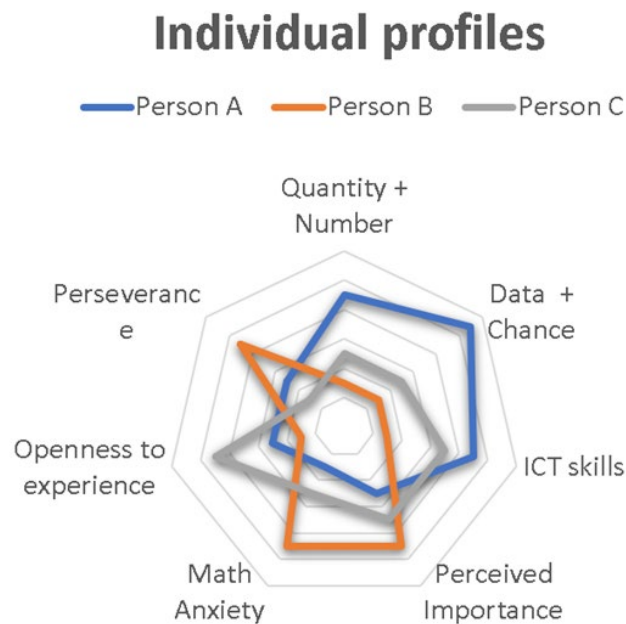 Individual profiles
Person A Person B Person C
Quantity +
Number
Data +
Chance
ICT skills
Perceived
Importance
Math
Anxiety
Openness to
experience
Perseveranc
e